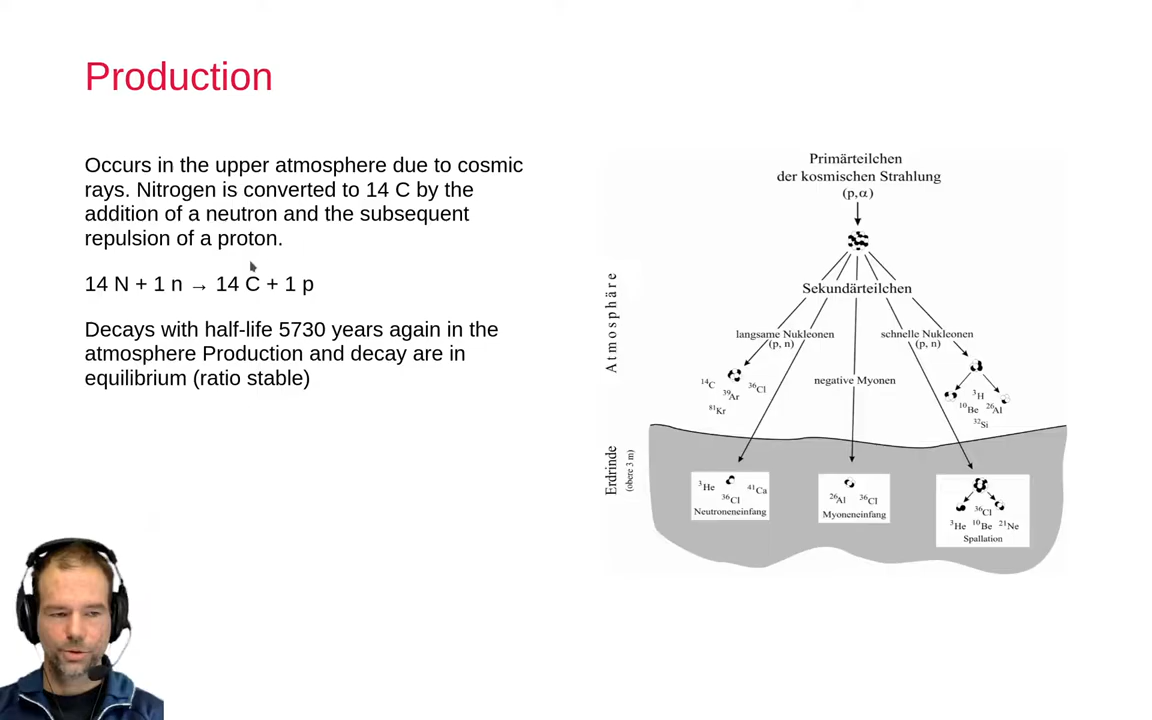 Production
Occurs in the upper atmosphere due to cosmic
rays. Nitrogen is converted to 14 C by the
addition of a neutron and the subsequent
repulsion of a proton.
14 N + 1 n → 14 C + 1 p
Decays with half-life 5730 years again in the
atmosphere Production and decay are in
equilibrium (ratio stable)
Primärteilchen
der kosmischen Strahlung
(p,α)
Sekundärteilchen
Atmosphäre
langsame Nukleonen
(p, n)
schnelle Nukleonen
(p, n)
negative Myonen
¹⁴C ³⁹Ar ³⁶Cl
⁸¹Kr
³H
¹⁰Be ²⁶Al
³²Si
Erdrinde
(obere 3 m)
³He ³⁶Cl ⁴¹Ca
Neutroneneinfang
²⁶Al ³⁶Cl
Myoneneinfang
³⁶Cl
³He ¹⁰Be ²¹Ne
Spallation